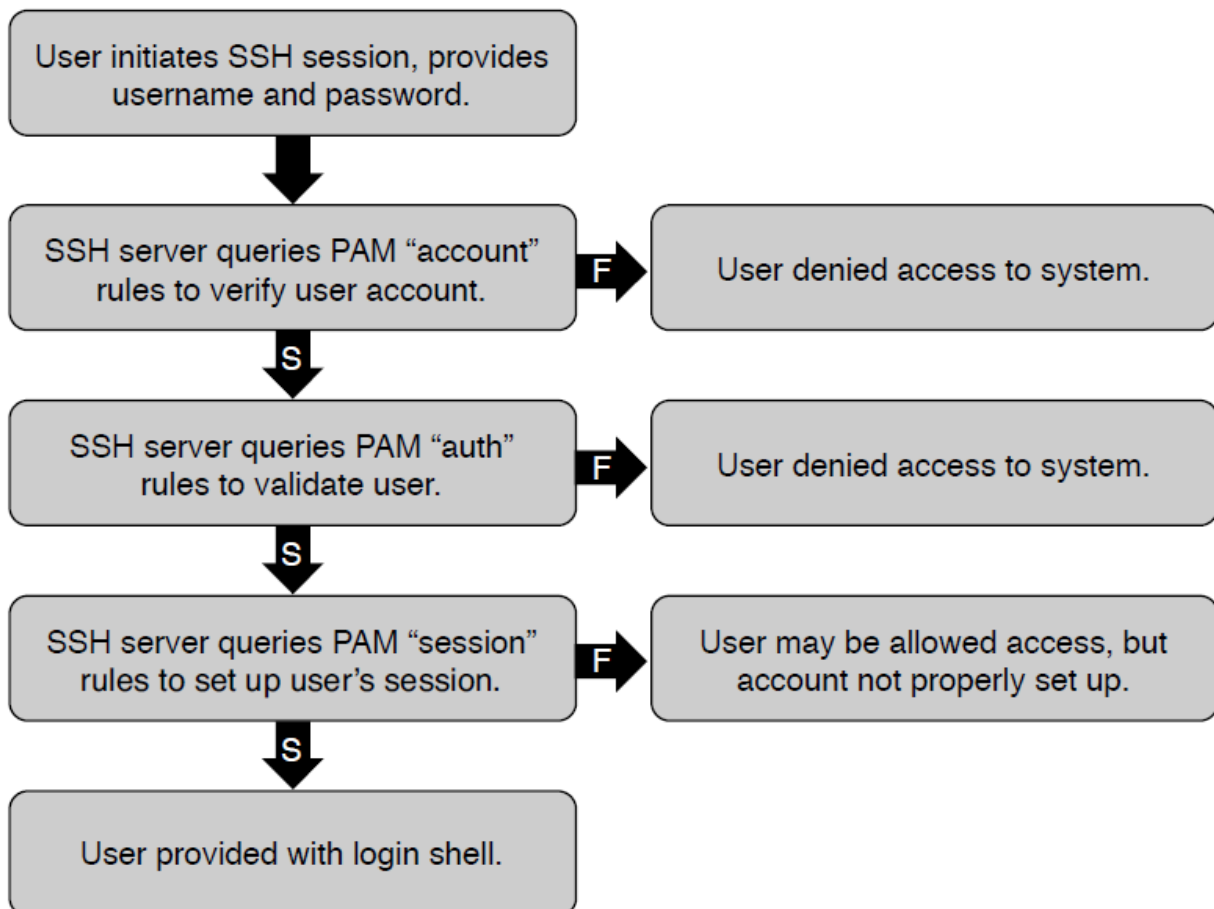 User initiates SSH session, provides
username and password.
SSH server queries PAM “account”
rules to verify user account.
F
User denied access to system.
S
SSH server queries PAM “auth”
rules to validate user.
F
User denied access to system.
S
SSH server queries PAM “session”
rules to set up user’s session.
F
User may be allowed access, but
account not properly set up.
S
User provided with login shell.